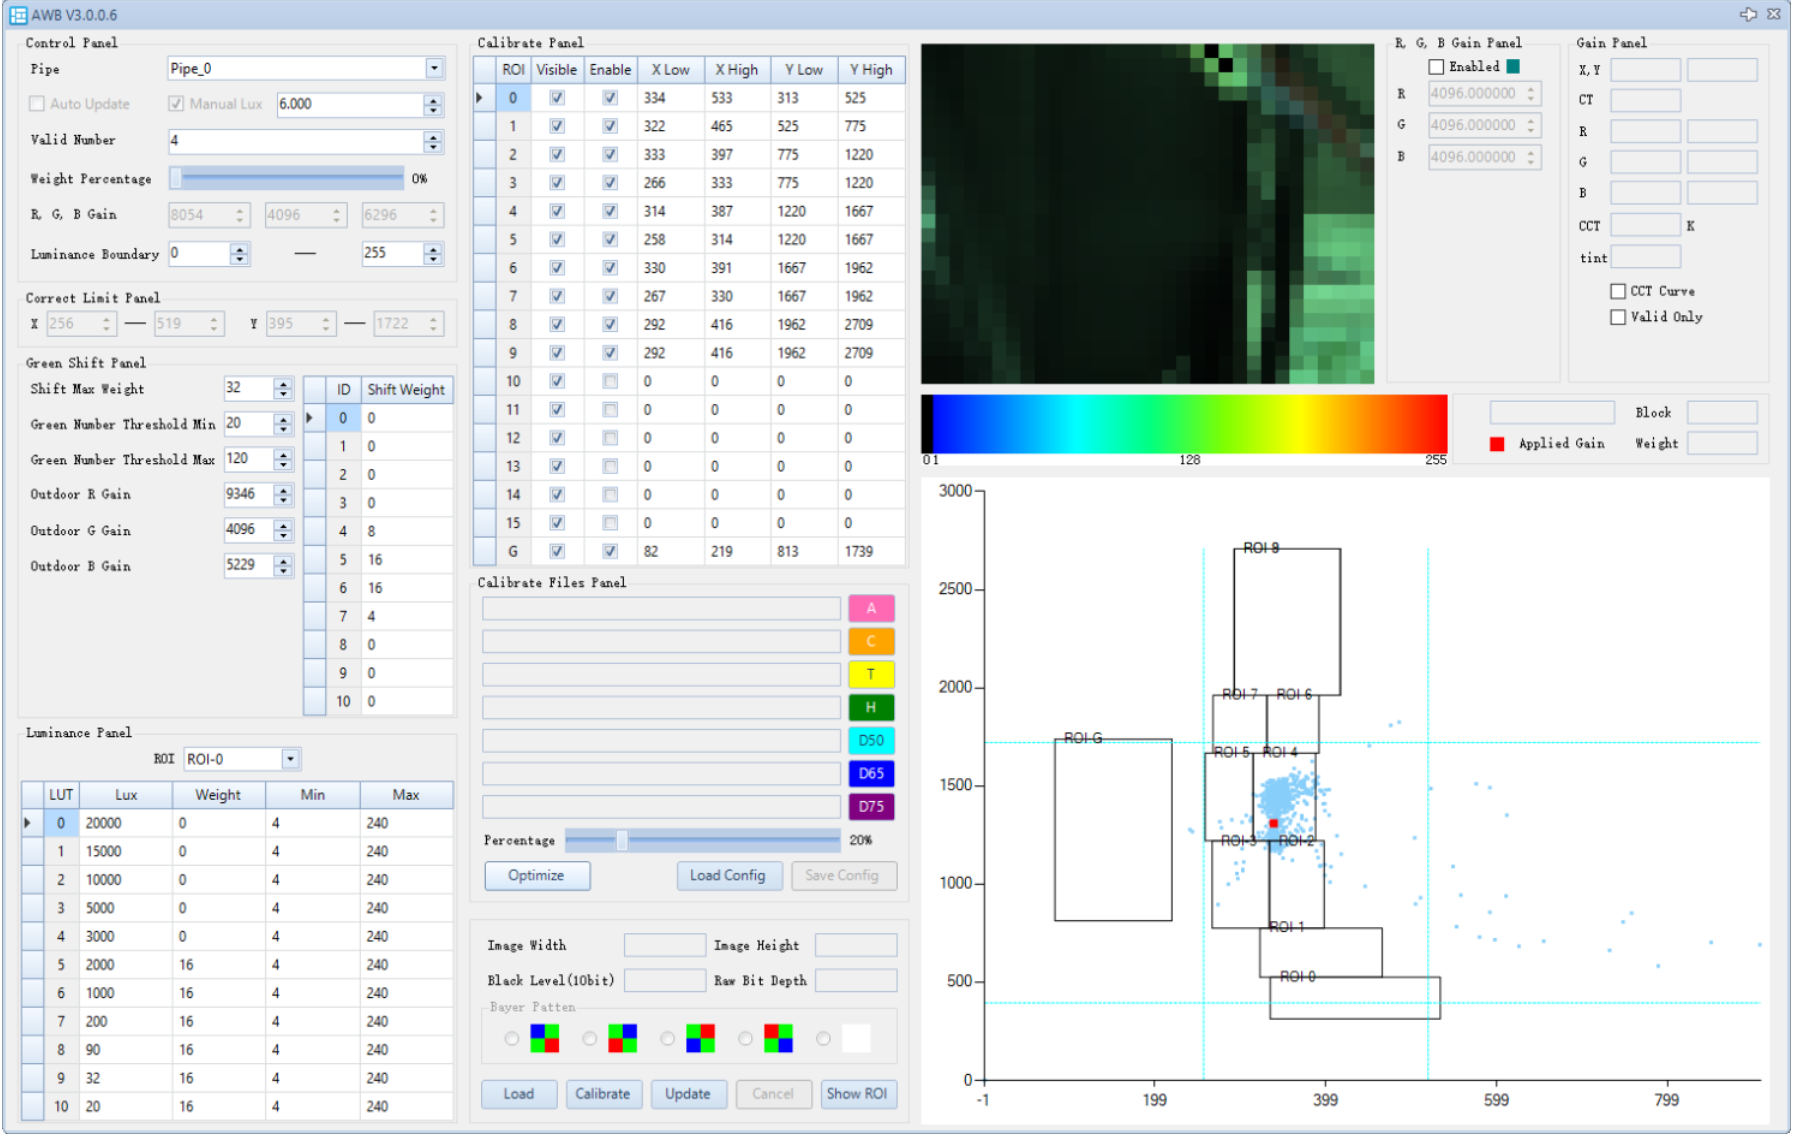 AWB V3.0.0.6
Control Panel
Pipe Pipe_0
Auto Update Manual Lux 6.000
Valid Number 4
Weight Percentage 0%
R, G, B Gain 8054 4096 6296
Luminance Boundary 0 — 255
Correct Limit Panel
X 256 — 519 Y 395 — 1722
Green Shift Panel
Shift Max Weight 32
Green Number Threshold Min 20
Green Number Threshold Max 120
Outdoor R Gain 9346
Outdoor G Gain 4096
Outdoor B Gain 5229
ID Shift Weight
0 0
1 0
2 0
3 0
4 8
5 16
6 16
7 4
8 0
9 0
10 0
Luminance Panel
ROI ROI-0
LUT Lux Weight Min Max
0 20000 0 4 240
1 15000 0 4 240
2 10000 0 4 240
3 5000 0 4 240
4 3000 0 4 240
5 2000 16 4 240
6 1000 16 4 240
7 200 16 4 240
8 90 16 4 240
9 32 16 4 240
10 20 16 4 240
Calibrate Panel
ROI Visible Enable X Low X High Y Low Y High
0 334 533 313 525
1 322 465 525 775
2 333 397 775 1220
3 266 333 775 1220
4 314 387 1220 1667
5 258 314 1220 1667
6 330 391 1667 1962
7 267 330 1667 1962
8 292 416 1962 2709
9 292 416 1962 2709
10 0 0 0 0
11 0 0 0 0
12 0 0 0 0
13 0 0 0 0
14 0 0 0 0
15 0 0 0 0
G 82 219 813 1739
Calibrate Files Panel
A
C
T
H
D50
D65
D75
Percentage 20%
Optimize Load Config Save Config
Image Width Image Height
Black Level(10bit) Raw Bit Depth
Bayer Patten
Load Calibrate Update Cancel Show ROI
R, G, B Gain Panel
Enabled
R 4096.000000
G 4096.000000
B 4096.000000
Gain Panel
X,Y
CT
R
G
B
CCT K
tint
CCT Curve
Valid Only
0 1 128 255
Block
Applied Gain Weight
3000
2500
2000
1500
1000
500
0
-1 199 399 599 799
ROI-7 ROI-6
ROI-G
ROI-5 ROI-4
ROI-3 ROI-2
ROI-1
ROI-0